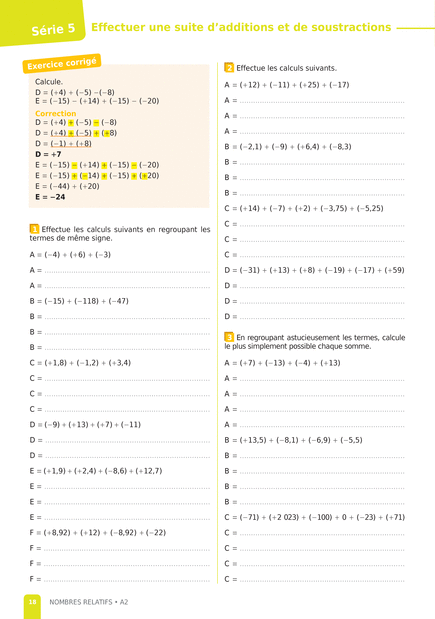 Série 5
Effectuer une suite d'additions et de soustractions
Exercice corrigé
Calcule.
D = (+4) + (−5) −(−8)
E = (−15) − (+14) + (−15) − (−20)
Correction
D = (+4) + (−5) − (−8)
D = (+4) + (−5) + (+8)
D = (−1) + (+8)
D = +7
E = (−15) − (+14) + (−15) − (−20)
E = (−15) + (−14) + (−15) + (+20)
E = (−44) + (+20)
E = −24
1 Effectue les calculs suivants en regroupant les
termes de même signe.
A = (−4) + (+6) + (−3)
A =
A =
B = (−15) + (−118) + (−47)
B =
B =
B =
C = (+1,8) + (−1,2) + (+3,4)
C =
C =
C =
D = (−9) + (+13) + (+7) + (−11)
D =
D =
E = (+1,9) + (+2,4) + (−8,6) + (+12,7)
E =
E =
E =
F = (+8,92) + (+12) + (−8,92) + (−22)
F =
F =
F =
2 Effectue les calculs suivants.
A = (+12) + (−11) + (+25) + (−17)
A =
A =
A =
B = (−2,1) + (−9) + (+6,4) + (−8,3)
B =
B =
B =
C = (+14) + (−7) + (+2) + (−3,75) + (−5,25)
C =
C =
C =
D = (−31) + (+13) + (+8) + (−19) + (−17) + (+59)
D =
D =
D =
3 En regroupant astucieusement les termes, calcule
le plus simplement possible chaque somme.
A = (+7) + (−13) + (−4) + (+13)
A =
A =
A =
A =
B = (+13,5) + (−8,1) + (−6,9) + (−5,5)
B =
B =
B =
B =
C = (−71) + (+2 023) + (−100) + 0 + (−23) + (+71)
C =
C =
C =
C =
18 NOMBRES RELATIFS • A2